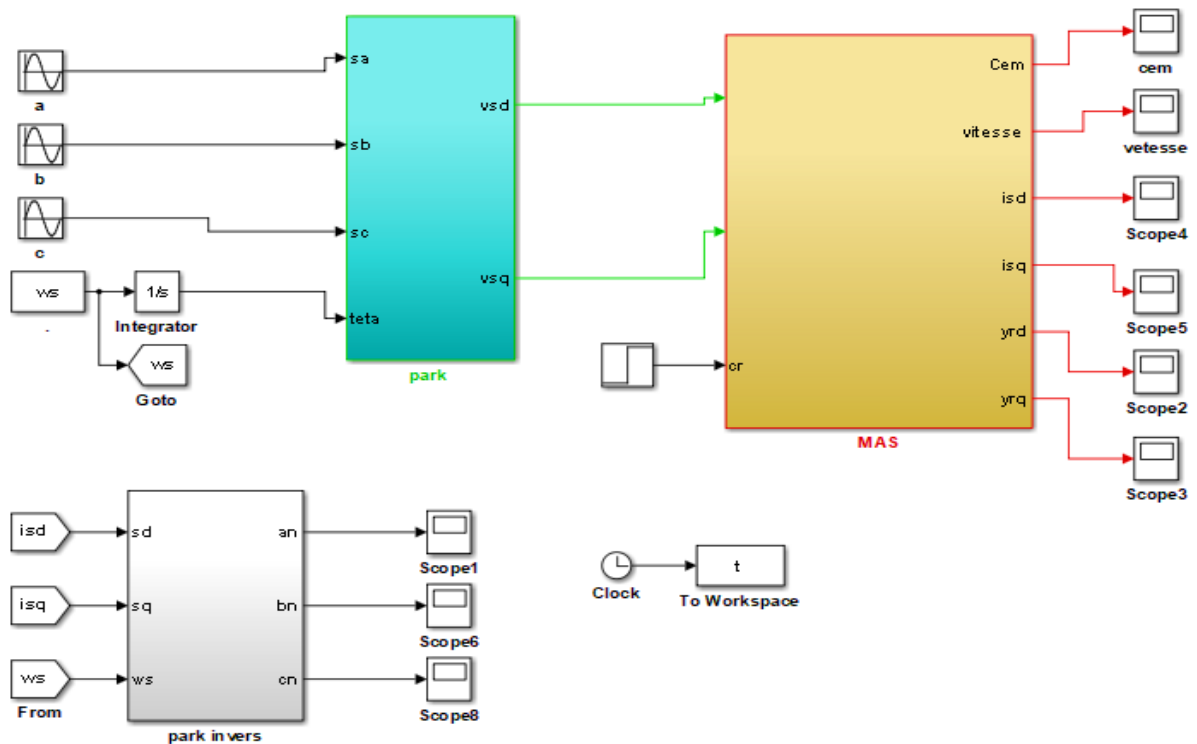 a
b
c
ws
.
1/s
Integrator
ws
Goto
sa
sb
sc
teta
vsd
vsq
park
cr
Cem
vitesse
isd
isq
yrd
yrq
MAS
cem
vetesse
Scope4
Scope5
Scope2
Scope3
isd
isq
ws
From
sd
sq
ws
an
bn
cn
park invers
Scope1
Scope6
Scope8
Clock
t
To Workspace